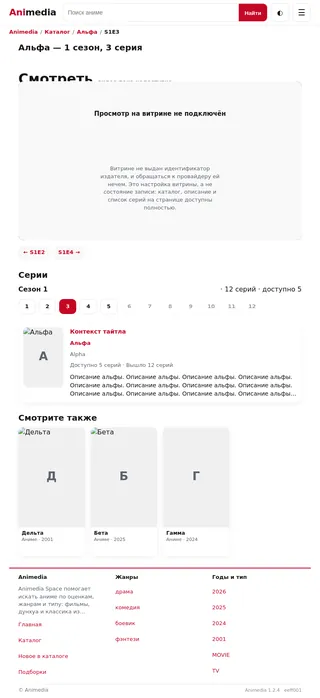 Animedia
Поиск аниме
Найти
Animedia / Каталог / Альфа / S1E3
Альфа — 1 сезон, 3 серия
Смотреть
Просмотр на витрине не подключён
Витрине не выдан идентификатор
издателя, и обращаться к провайдеру ей
нечем. Это настройка витрины, а не
состояние записи: каталог, описание и
список серий на странице доступны
полностью.
← S1E2
S1E4 →
Серии
Сезон 1
· 12 серий · доступно 5
1 2 3 4 5 6 7 8 9 10 11 12
Альфа
А
Контекст тайтла
Альфа
Alpha
Доступно 5 серий · Вышло 12 серий
Описание альфы. Описание альфы. Описание альфы.
Описание альфы. Описание альфы. Описание альфы.
Описание альфы. Описание альфы. Описание альфы...
Смотрите также
Дельта
Д
Дельта
Аниме · 2001
Бета
Б
Бета
Аниме · 2025
Г
Гамма
Аниме · 2024
Animedia
Animedia Space помогает
искать аниме по оценкам,
жанрам и типу: фильмы,
дунхуа и классика из...
Главная
Каталог
Новое в каталоге
Подборки
Жанры
драма
комедия
боевик
фэнтези
Годы и тип
2026
2025
2024
2001
MOVIE
TV
© Animedia
Animedia 1.2.4